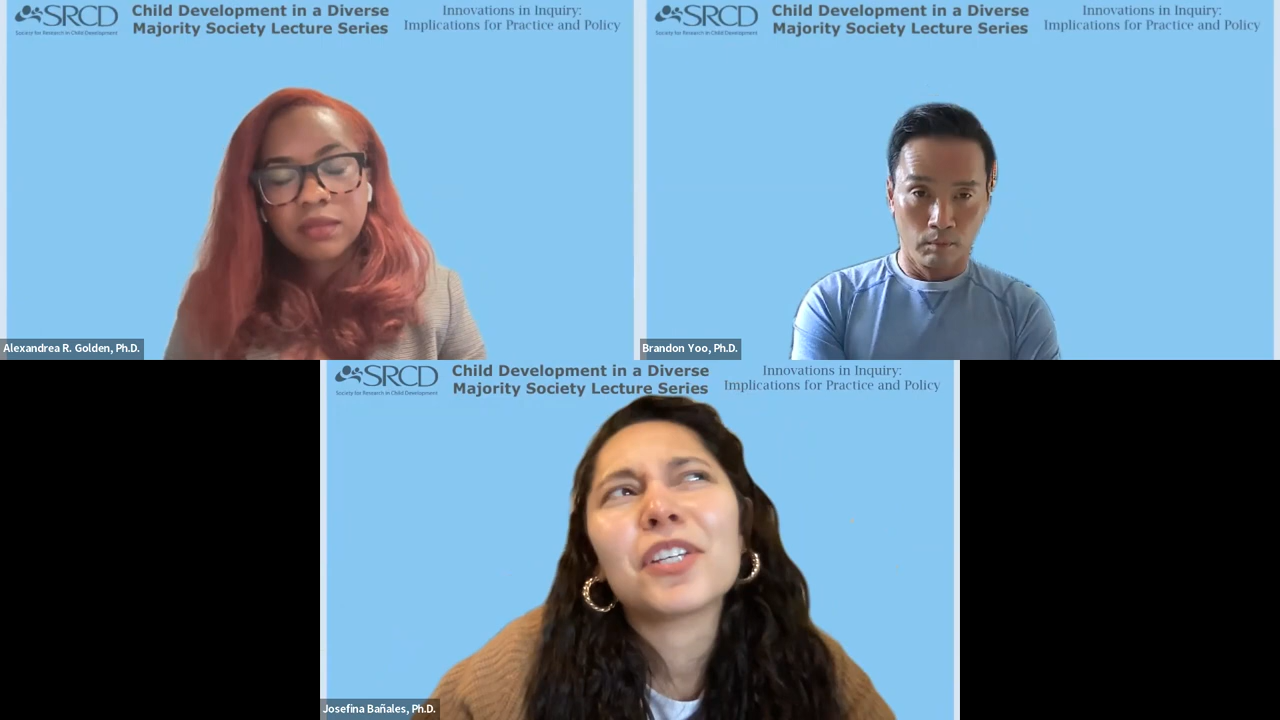 SRCD
Society for Research in Child Development
Child Development in a Diverse
Majority Society Lecture Series
Innovations in Inquiry:
Implications for Practice and Policy
Alexandrea R. Golden, Ph.D.
SRCD
Society for Research in Child Development
Child Development in a Diverse
Majority Society Lecture Series
Innovations in Inquiry:
Implications for Practice and Policy
Brandon Yoo, Ph.D.
SRCD
Society for Research in Child Development
Child Development in a Diverse
Majority Society Lecture Series
Innovations in Inquiry:
Implications for Practice and Policy
Josefina Bañales, Ph.D.